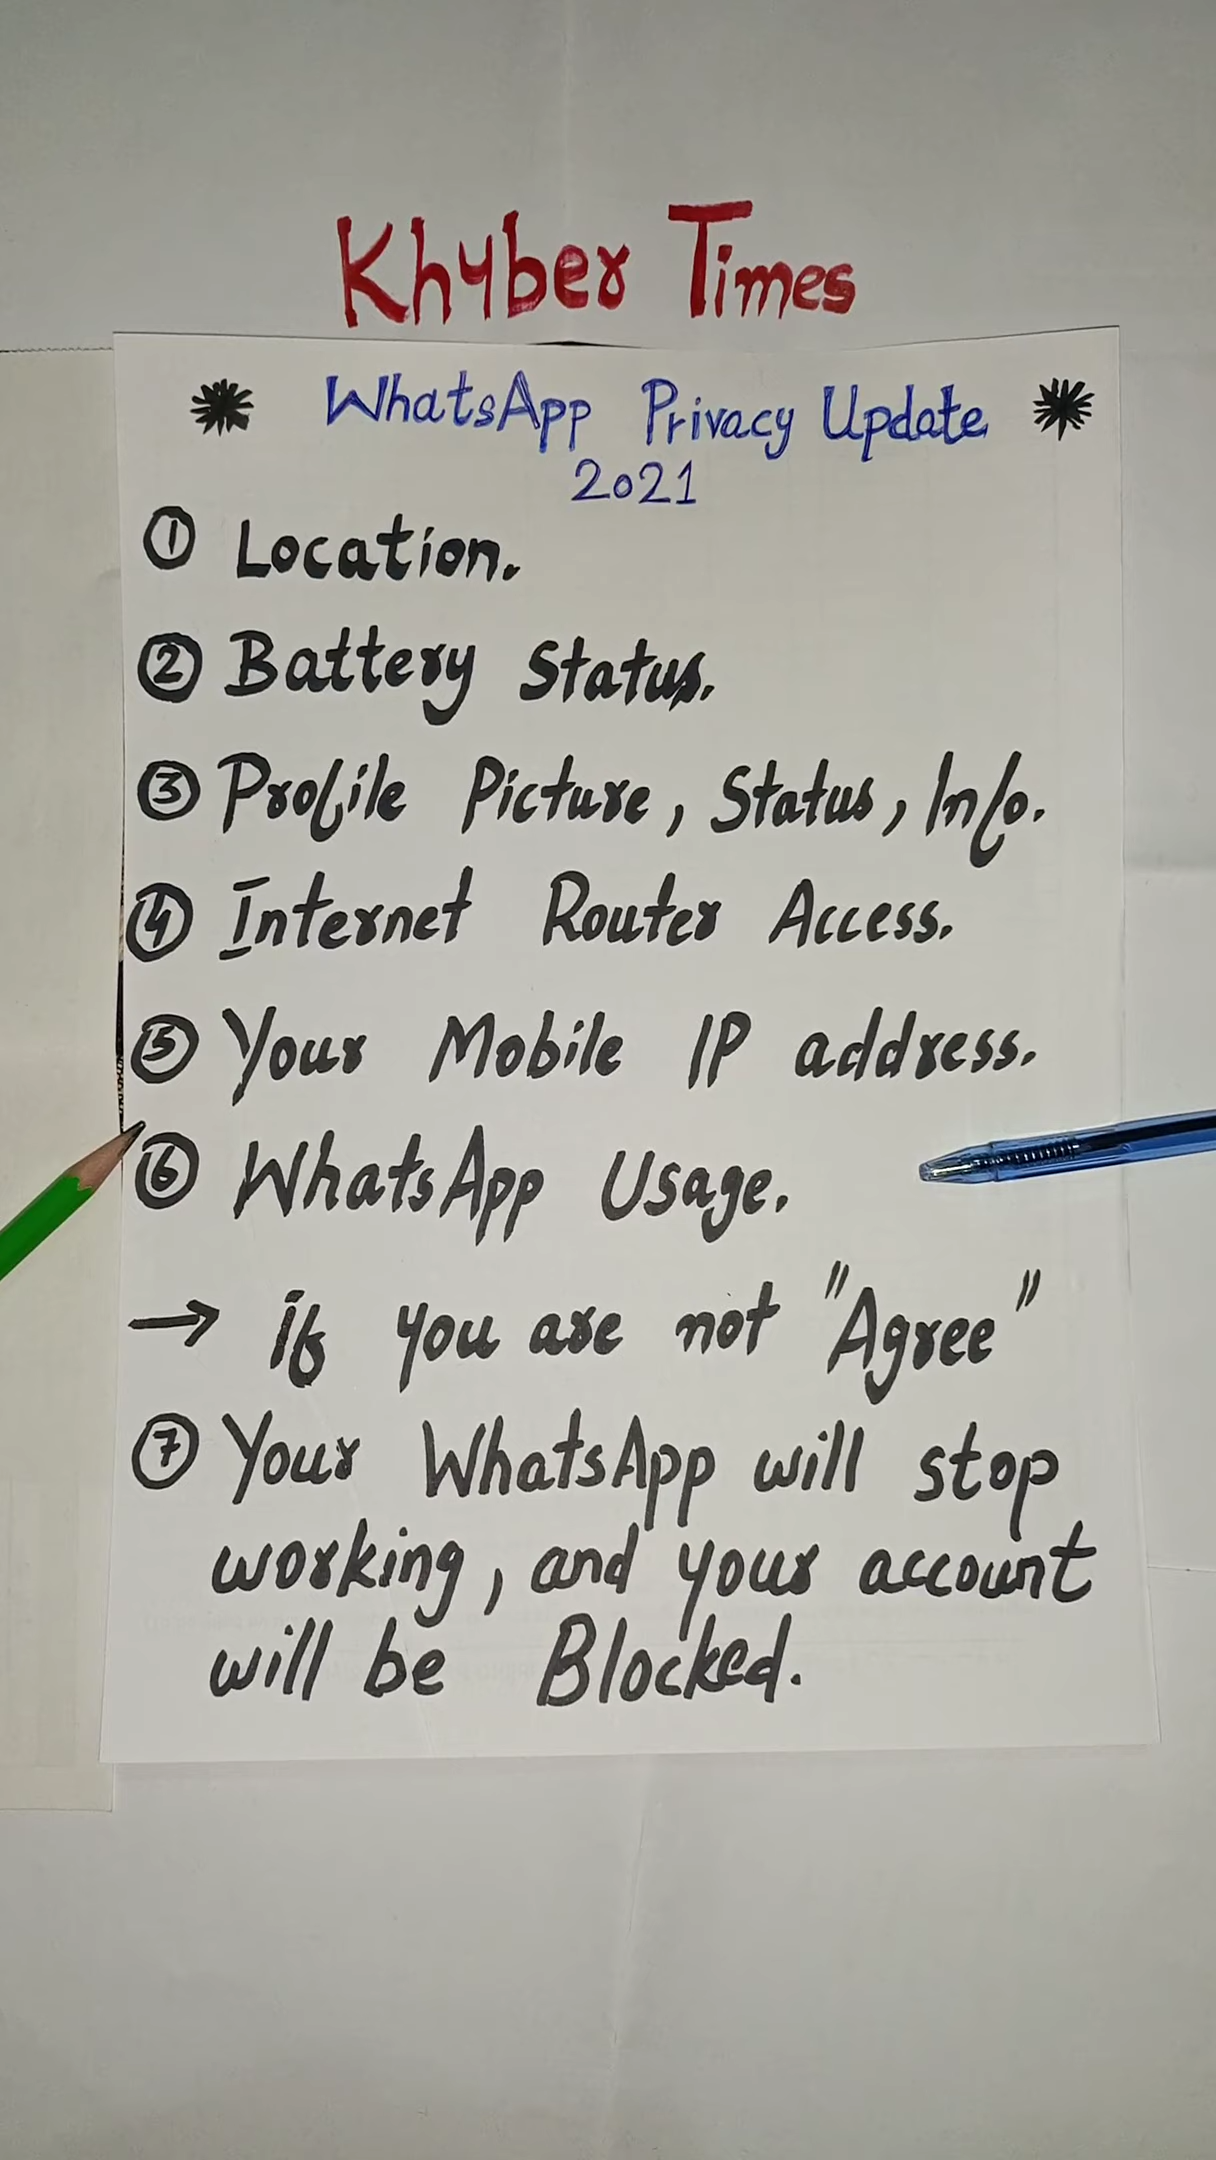 Khyber Times
WhatsApp Privacy Update
2021
① Location.
② Battery Status.
③ Profile Picture, Status, Info.
④ Internet Router Access.
⑤ Your Mobile IP address.
⑥ WhatsApp Usage.
→ if you are not "Agree"
⑦ Your WhatsApp will stop
working, and your account
will be Blocked.